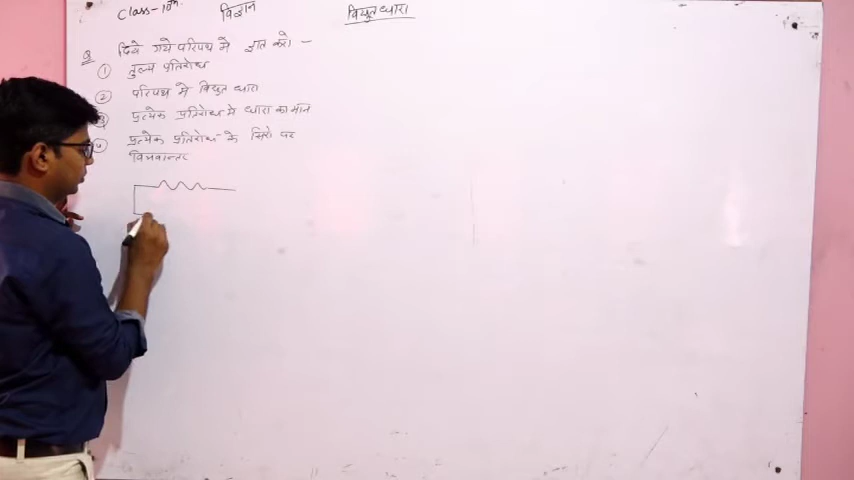 Class-10th विज्ञान विद्युत धारा
Q दिये गये परिपथ में ज्ञात करो -
① तुल्य प्रतिरोध
② परिपथ में विद्युत धारा
③ प्रत्येक प्रतिरोध में धारा का मान
④ प्रत्येक प्रतिरोध के सिरों पर
विभवान्तर